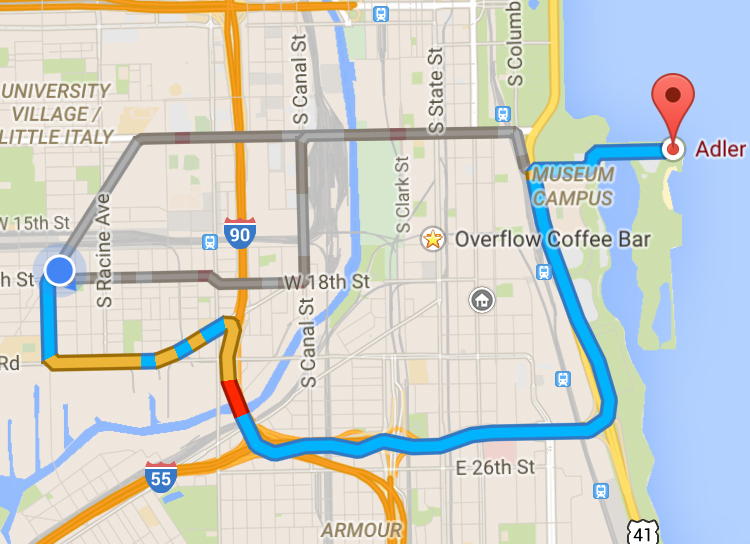 UNIVERSITY
VILLAGE /
LITTLE ITALY
S Canal St
S State St
S Columb
Adler
MUSEUM
CAMPUS
S Clark St
W 15th St
S Racine Ave
90
Overflow Coffee Bar
h St
W 18th St
S Canal St
Rd
55
E 26th St
ARMOUR
41